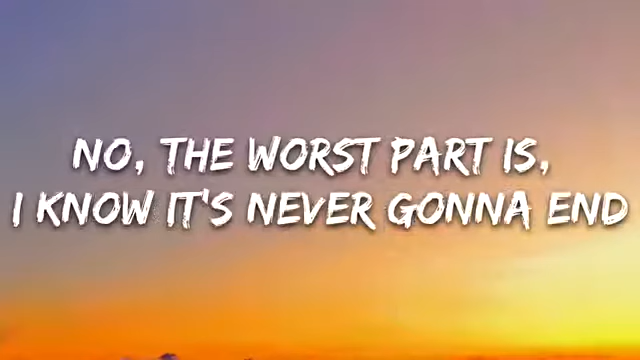 NO, THE WORST PART IS,
I KNOW IT'S NEVER GONNA END